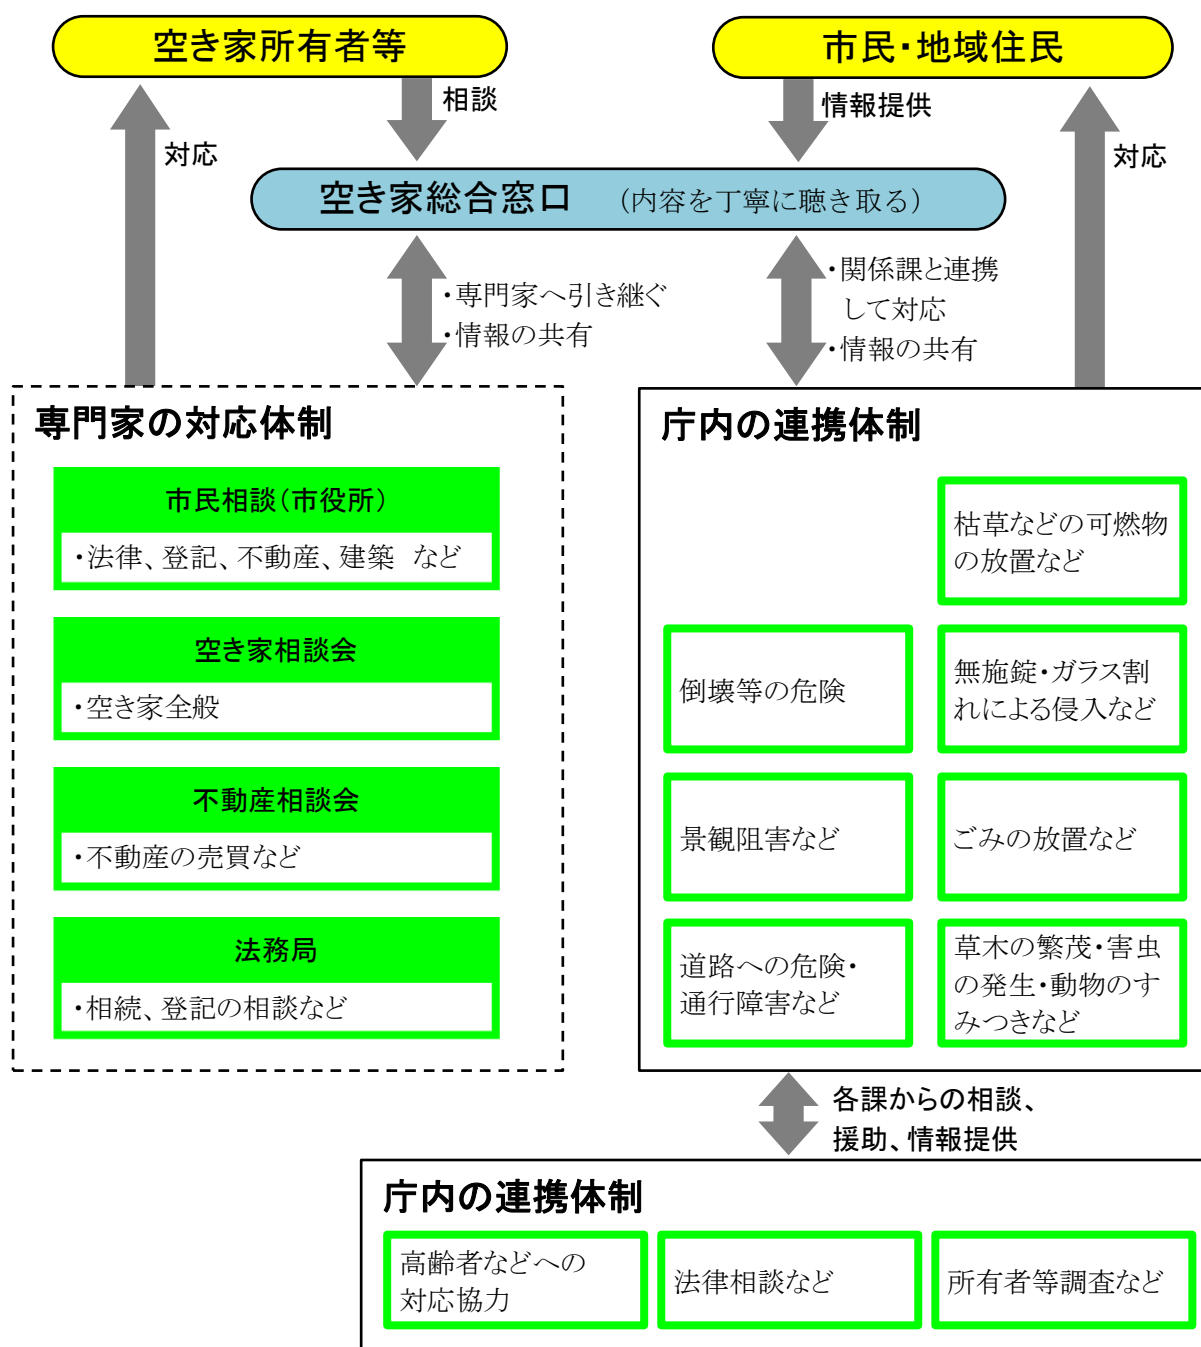 空き家所有者等
市民・地域住民
相談
情報提供
対応
対応
空き家総合窓口 (内容を丁寧に聴き取る)
・専門家へ引き継ぐ
・情報の共有
・関係課と連携
して対応
・情報の共有
専門家の対応体制
市民相談(市役所)
・法律、登記、不動産、建築 など
空き家相談会
・空き家全般
不動産相談会
・不動産の売買など
法務局
・相続、登記の相談など
庁内の連携体制
枯草などの可燃物
の放置など
倒壊等の危険
無施錠・ガラス割
れによる侵入など
景観阻害など
ごみの放置など
道路への危険・
通行障害など
草木の繁茂・害虫
の発生・動物のす
みつきなど
各課からの相談、
援助、情報提供
庁内の連携体制
高齢者などへの
対応協力
法律相談など
所有者等調査など